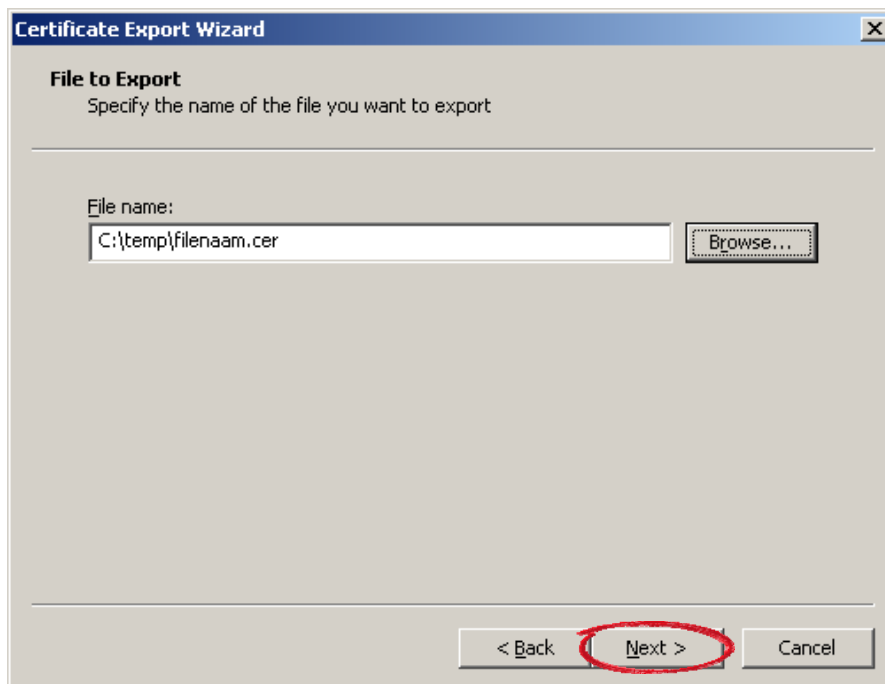 Certificate Export Wizard
File to Export
Specify the name of the file you want to export
File name:
C:\temp\filenaam.cer
Browse...
< Back
Next >
Cancel